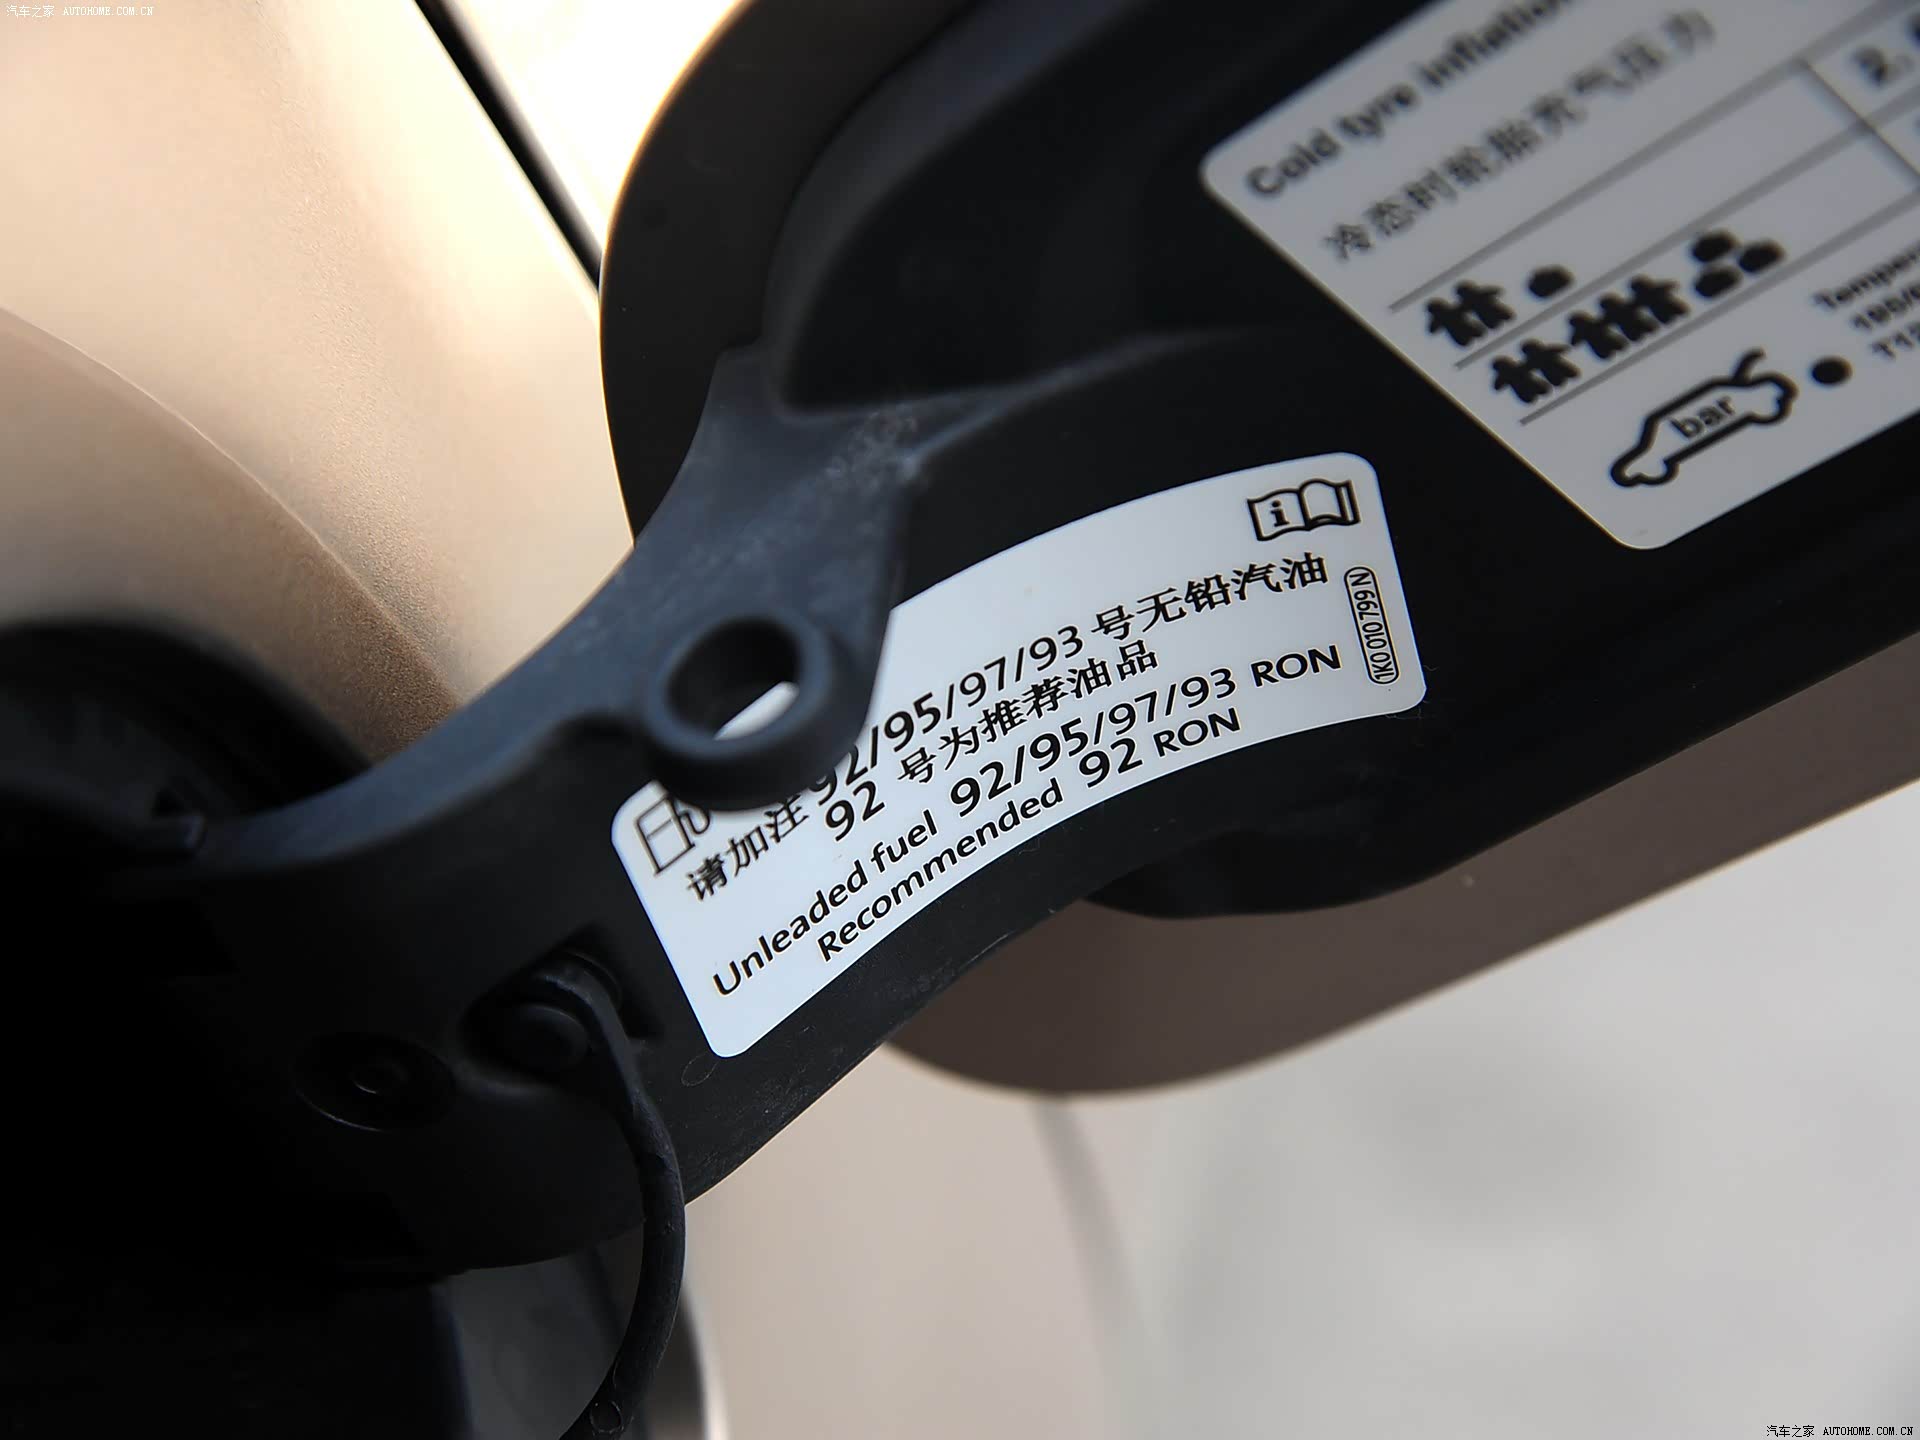 汽车之家 AUTOHOME.COM.CN
Cold tyre inflation
冷态时轮胎充气压力
2,
bar
i
请加注 92/95/97/93 号无铅汽油
92 号为推荐油品
Unleaded fuel 92/95/97/93 RON
Recommended 92 RON
1K0 010 799 N
汽车之家 AUTOHOME.COM.CN